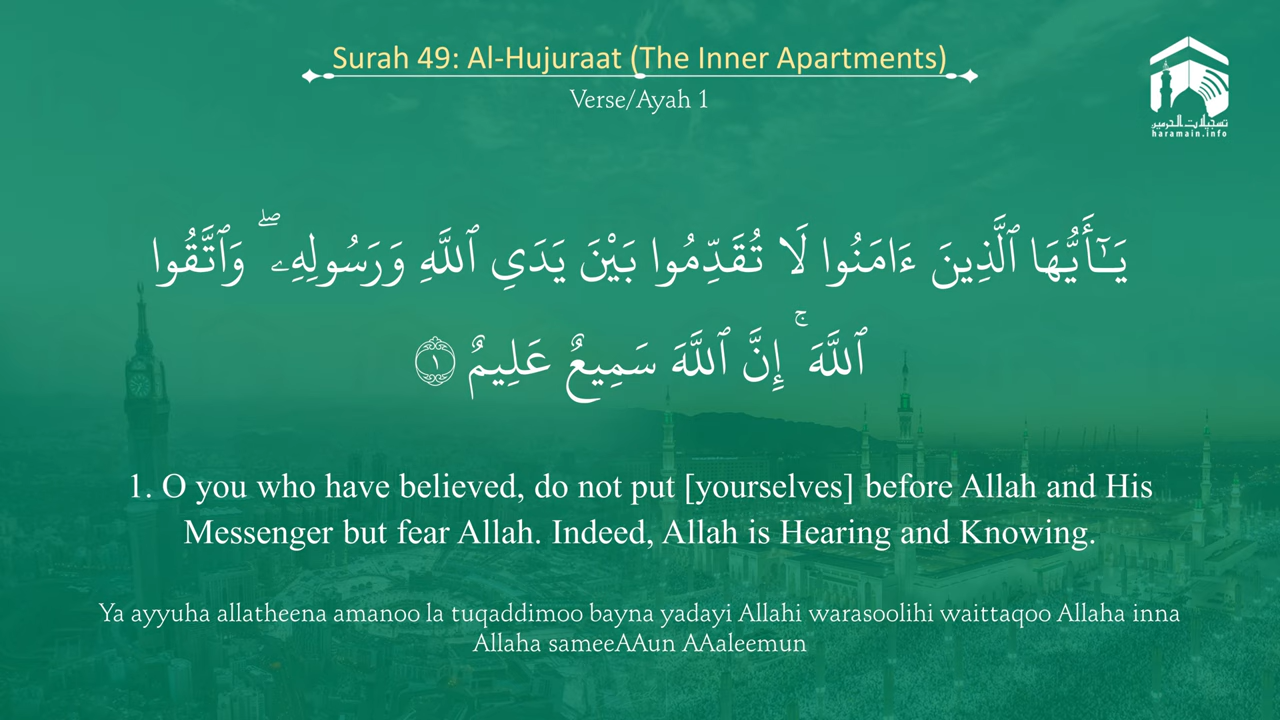 Surah 49: Al-Hujuraat (The Inner Apartments)
Verse/Ayah 1
تسجيلات الحرمين
haramain.info
يَـٰٓأَيُّهَا ٱلَّذِينَ ءَامَنُوا لَا تُقَدِّمُوا بَيْنَ يَدَىِ ٱللَّهِ وَرَسُولِهِۦ ۖ وَٱتَّقُوا
ٱللَّهَ ۚ إِنَّ ٱللَّهَ سَمِيعٌ عَلِيمٌ ١
1. O you who have believed, do not put [yourselves] before Allah and His
Messenger but fear Allah. Indeed, Allah is Hearing and Knowing.
Ya ayyuha allatheena amanoo la tuqaddimoo bayna yadayi Allahi warasoolihi waittaqoo Allaha inna
Allaha sameeAAun AAaleemun